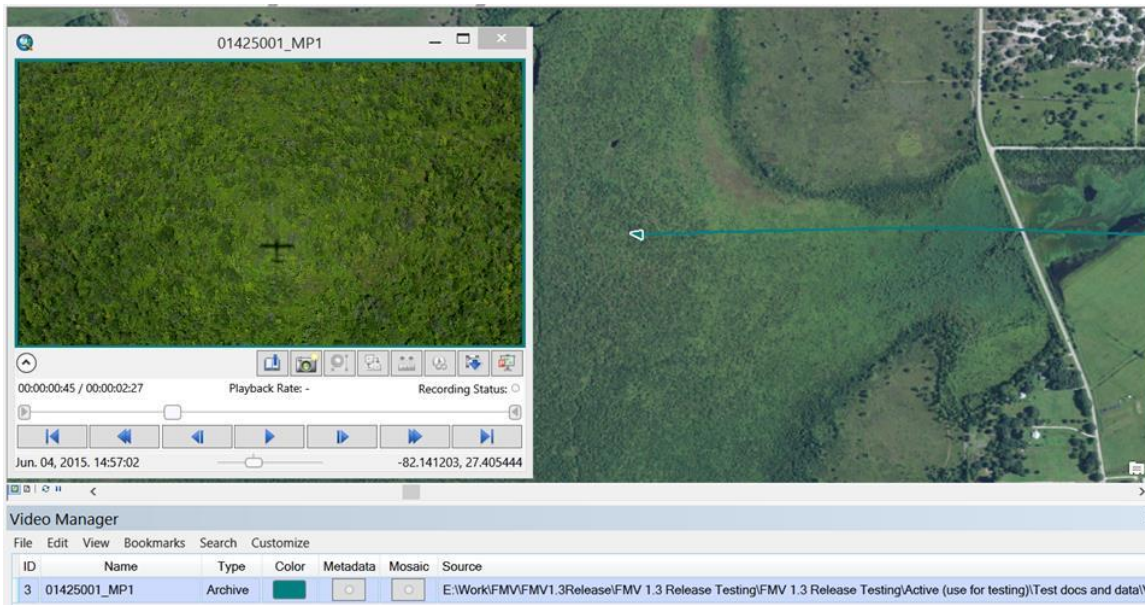 01425001_MP1
00:00:00:45 / 00:00:02:27 Playback Rate: - Recording Status:
Jun. 04, 2015. 14:57:02 -82.141203, 27.405444
Video Manager
File Edit View Bookmarks Search Customize
ID Name Type Color Metadata Mosaic Source
3 01425001_MP1 Archive E:\Work\FMV\FMV1.3Release\FMV 1.3 Release Testing\FMV 1.3 Release Testing\Active (use for testing)\Test docs and data\